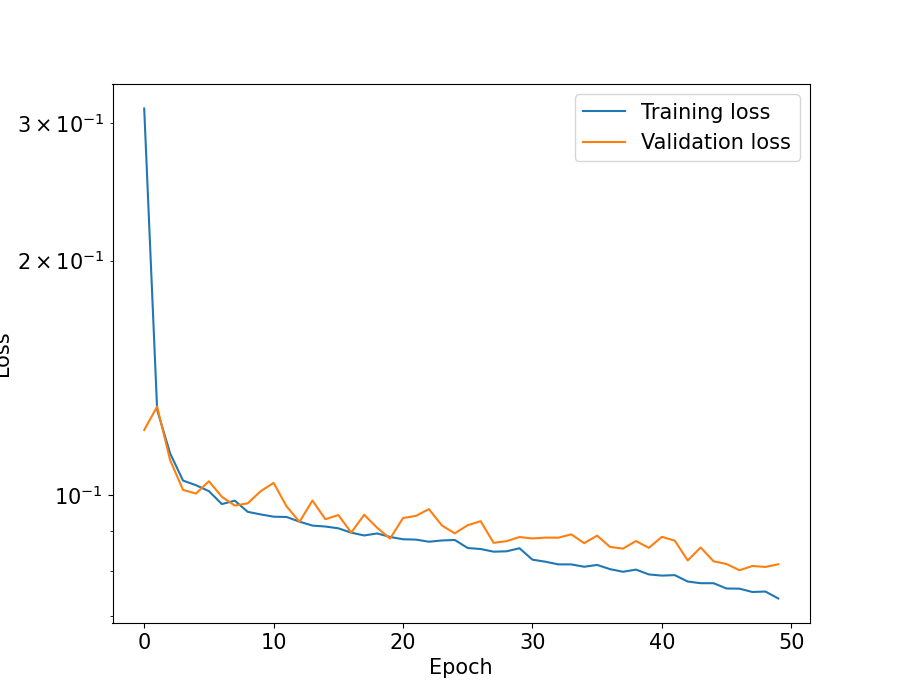 3 × 10⁻¹
2 × 10⁻¹
10⁻¹
Loss
Training loss
Validation loss
0 10 20 30 40 50
Epoch